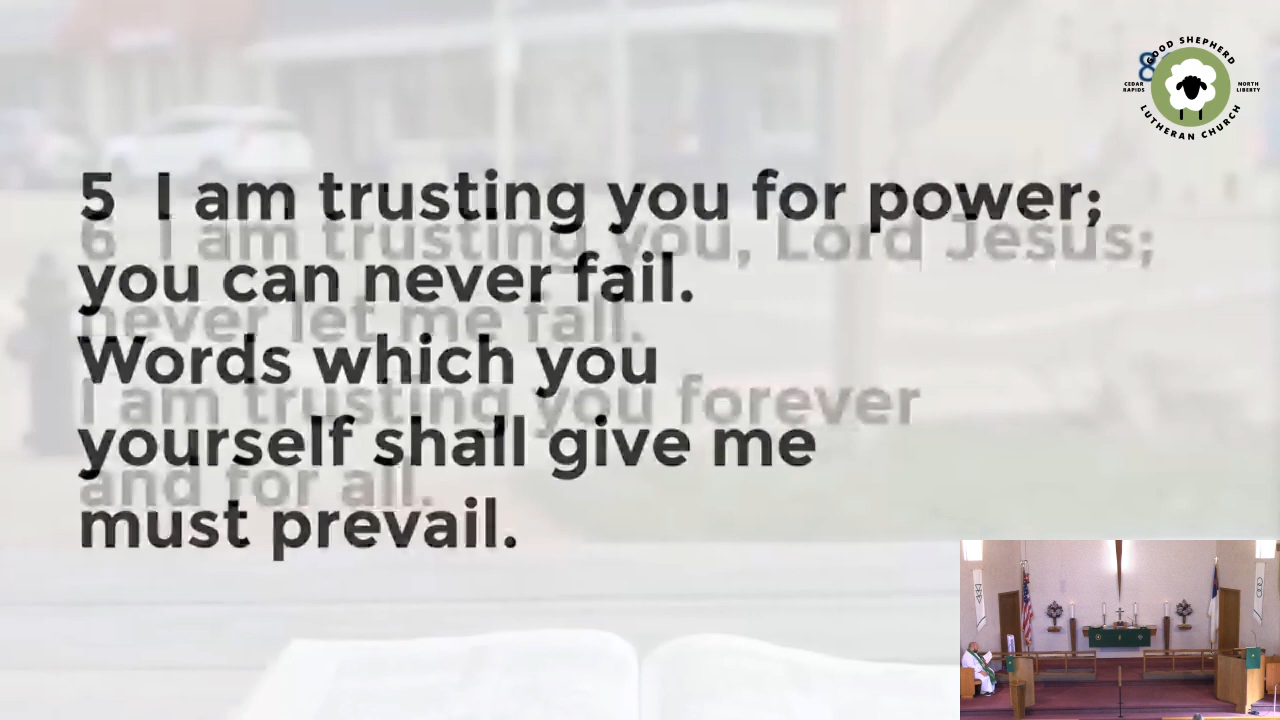 5 I am trusting you for power;
you can never fail.
Words which you
yourself shall give me
must prevail.
6 I am trusting you, Lord Jesus;
never let me fall.
I am trusting you forever
and for all.
GOOD SHEPHERD
CEDAR RAPIDS
NORTH LIBERTY
LUTHERAN CHURCH
8